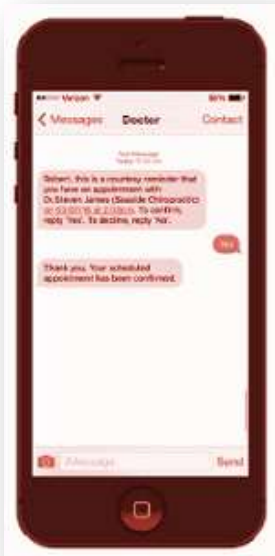 Verizon
Messages Doctor Contact
Text Message
Robert, this is a courtesy reminder that
you have an appointment with
Dr. Steven James (Seaside Chiropractic)
at To confirm,
reply 'Yes'. To decline, reply 'No'.
Yes
Thank you. Your scheduled
appointment has been confirmed.
iMessage Send